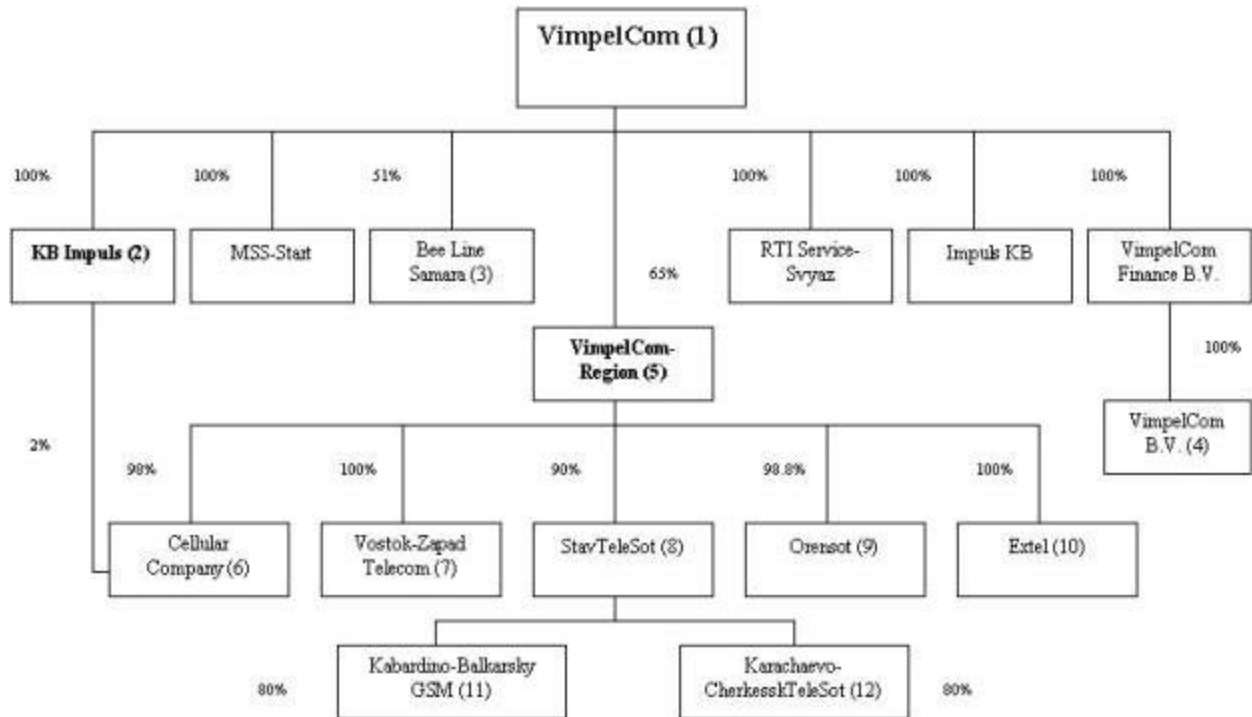 VimpelCom (1)
100%
100%
51%
100%
100%
100%
KB Impuls (2)
MSS-Start
Bee Line
Samara (3)
65%
RTI Service-
Svyaz
Impuls KB
VimpelCom
Finance B.V.
VimpelCom-
Region (5)
100%
VimpelCom
B.V. (4)
2%
98%
100%
90%
98.8%
100%
Cellular
Company (6)
Vostok-Zapad
Telecom (7)
StavTeleSot (8)
Orensot (9)
Extel (10)
80%
Kabardino-Balkarsky
GSM (11)
Karachaevo-
CherkesskTeleSot (12)
80%